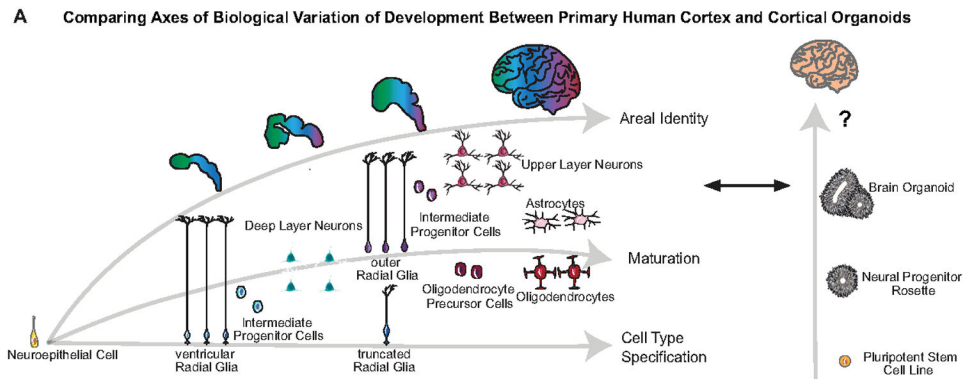 A
Comparing Axes of Biological Variation of Development Between Primary Human Cortex and Cortical Organoids
Areal Identity
?
Upper Layer Neurons
Brain Organoid
Intermediate
Progenitor Cells
Astrocytes
Deep Layer Neurons
outer
Radial Glia
Maturation
Oligodendrocyte
Precursor Cells
Oligodendrocytes
Neural Progenitor
Rosette
Intermediate
Progenitor Cells
Neuroepithelial Cell
ventricular
Radial Glia
truncated
Radial Glia
Cell Type
Specification
Pluripotent Stem
Cell Line